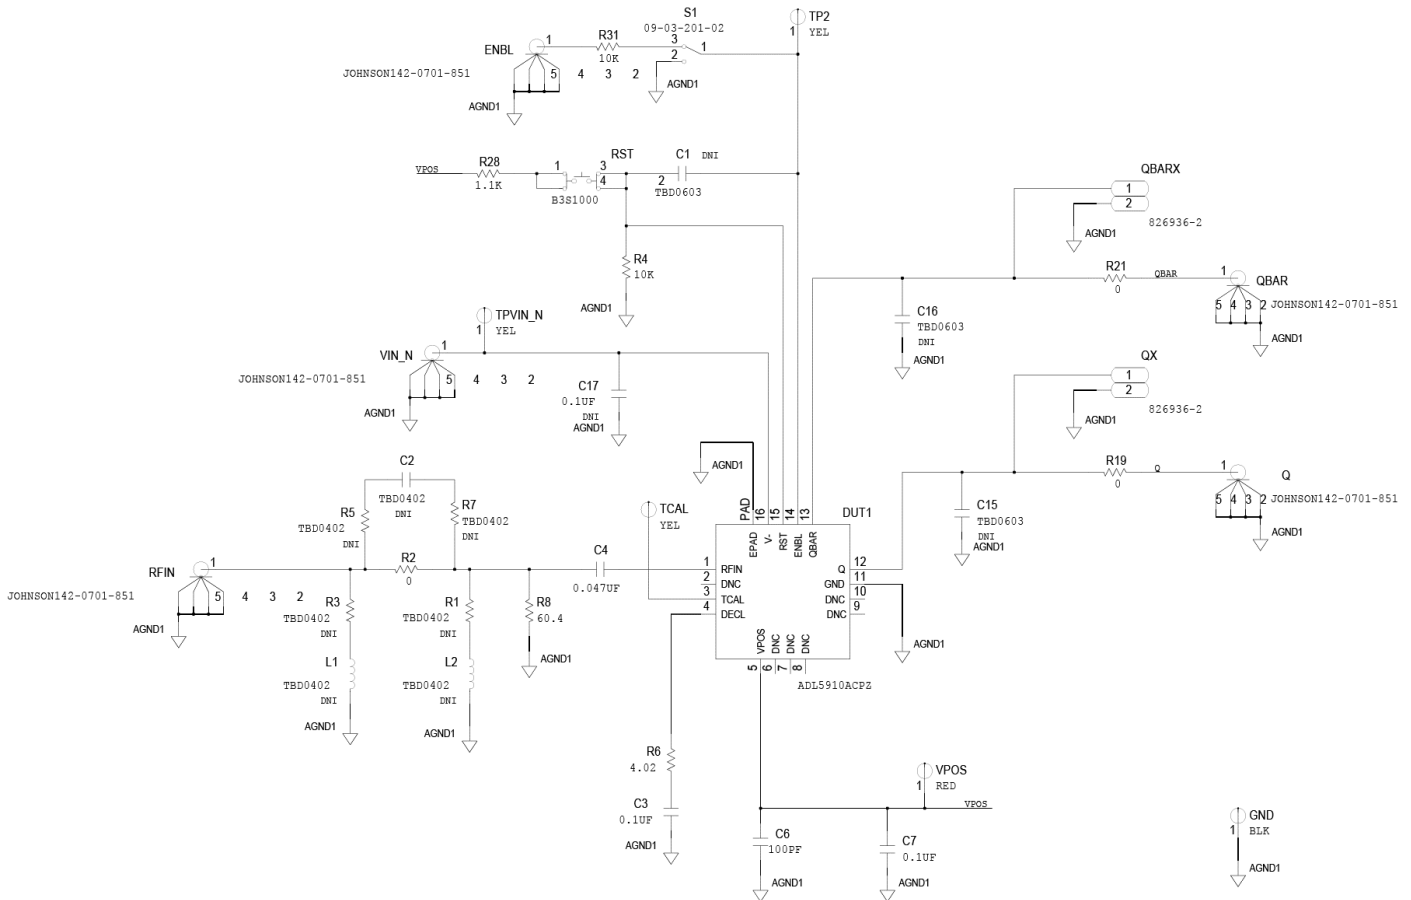 S1
09-03-201-02
TP2
1 YEL
ENBL
1
R31
10K
3
2
1
JOHNSON142-0701-851
5 4 3 2
AGND1
AGND1
VPOS
R28
1.1K
1
RST
3
4
B3S1000
C1 DNI
2
TBD0603
R4
10K
AGND1
QBARX
1
2
826936-2
AGND1
R21
0
QBAR
1
QBAR
5 4 3 2
JOHNSON142-0701-851
AGND1
C16
TBD0603
DNI
AGND1
TPVIN_N
1 YEL
VIN_N
1
JOHNSON142-0701-851
5 4 3 2
AGND1
C17
0.1UF
DNI
AGND1
QX
1
2
826936-2
AGND1
R19
0
Q
1
Q
5 4 3 2
JOHNSON142-0701-851
AGND1
C15
TBD0603
DNI
AGND1
C2
TBD0402
DNI
R5
TBD0402
DNI
R7
TBD0402
DNI
R2
0
RFIN
1
JOHNSON142-0701-851
5 4 3 2
AGND1
R3
TBD0402
DNI
L1
TBD0402
DNI
AGND1
R1
TBD0402
DNI
L2
TBD0402
DNI
AGND1
R8
60.4
AGND1
C4
0.047UF
TCAL
1
YEL
AGND1
PAD 16 15 14 13
DUT1
EPAD V- RST ENBL QBAR
1 RFIN
2 DNC
3 TCAL
4 DECL
Q 12
GND 11
DNC 10
DNC 9
VPOS DNC DNC DNC
5 6 7 8
ADL5910ACPZ
AGND1
R6
4.02
C3
0.1UF
AGND1
VPOS
1 RED
VPOS
C6
100PF
AGND1
C7
0.1UF
AGND1
GND
1 BLK
AGND1